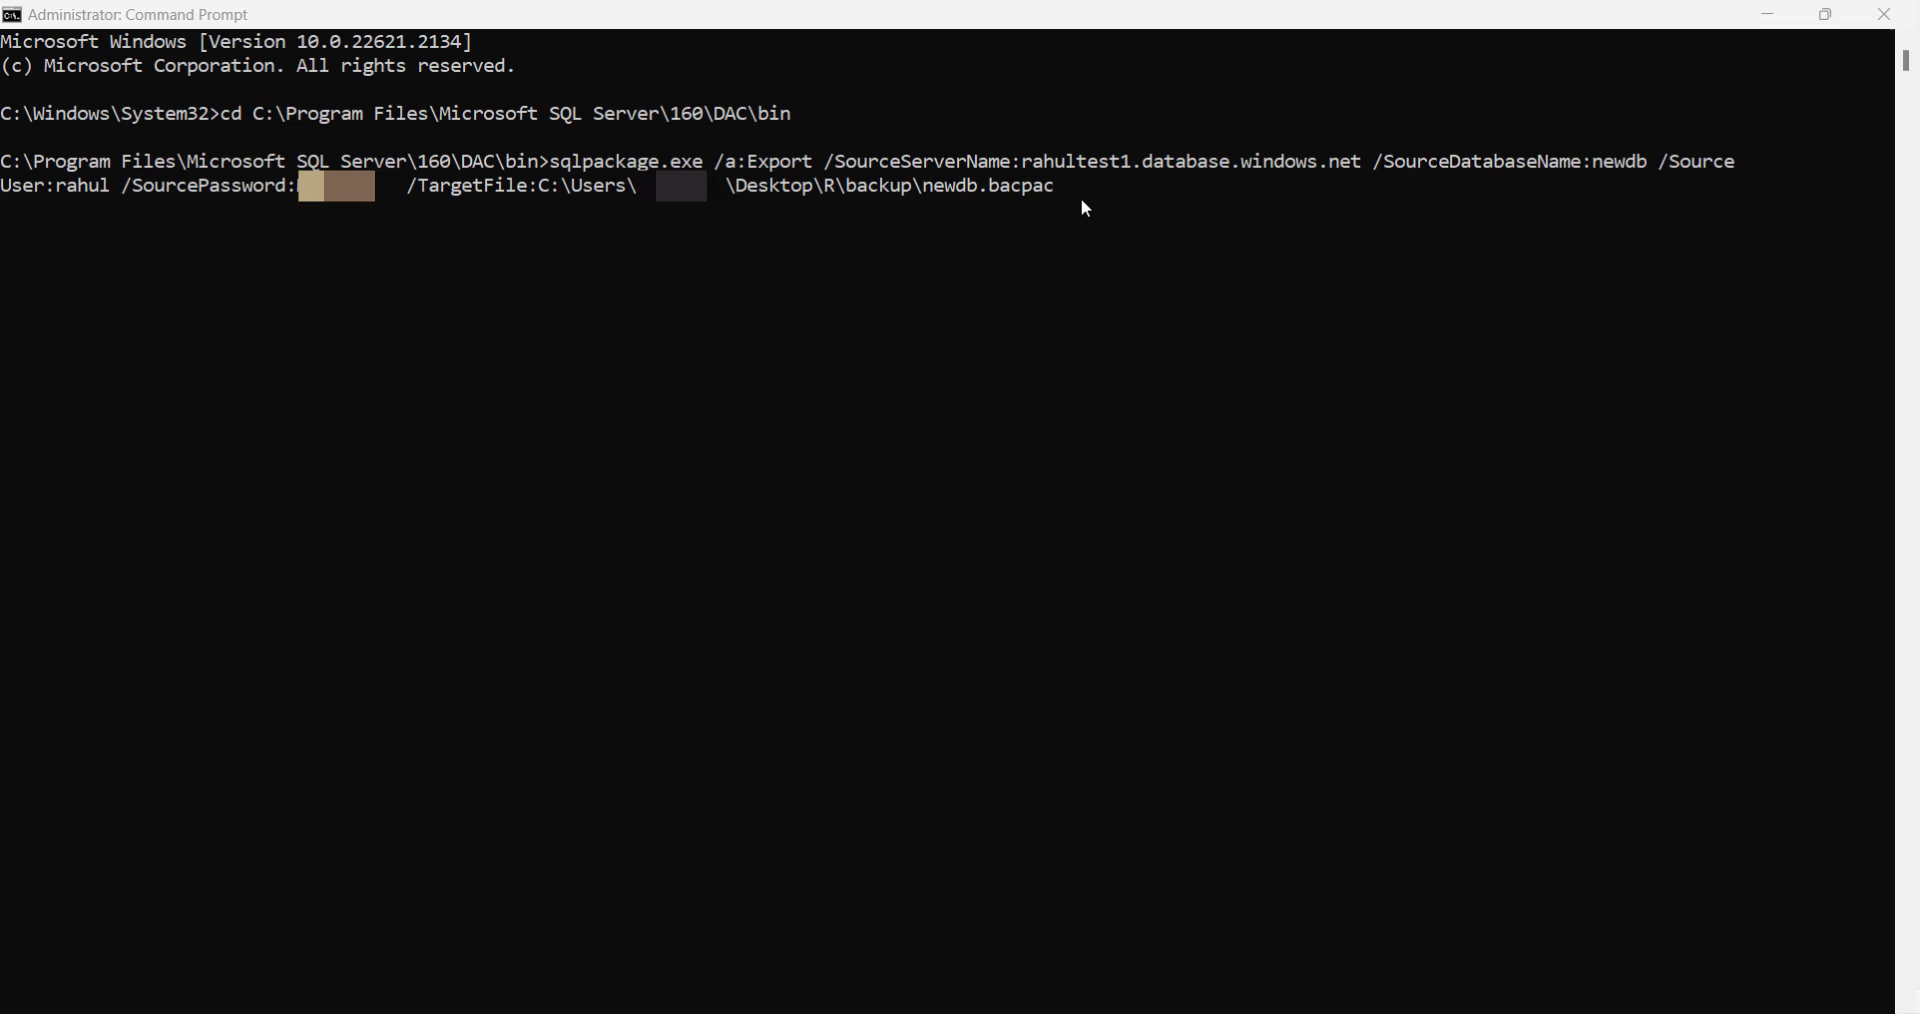 Administrator: Command Prompt
Microsoft Windows [Version 10.0.22621.2134]
(c) Microsoft Corporation. All rights reserved.
C:\Windows\System32>cd C:\Program Files\Microsoft SQL Server\160\DAC\bin
C:\Program Files\Microsoft SQL Server\160\DAC\bin>sqlpackage.exe /a:Export /SourceServerName:rahultest1.database.windows.net /SourceDatabaseName:newdb /Source
User:rahul /SourcePassword: /TargetFile:C:\Users\ \Desktop\R\backup\newdb.bacpac